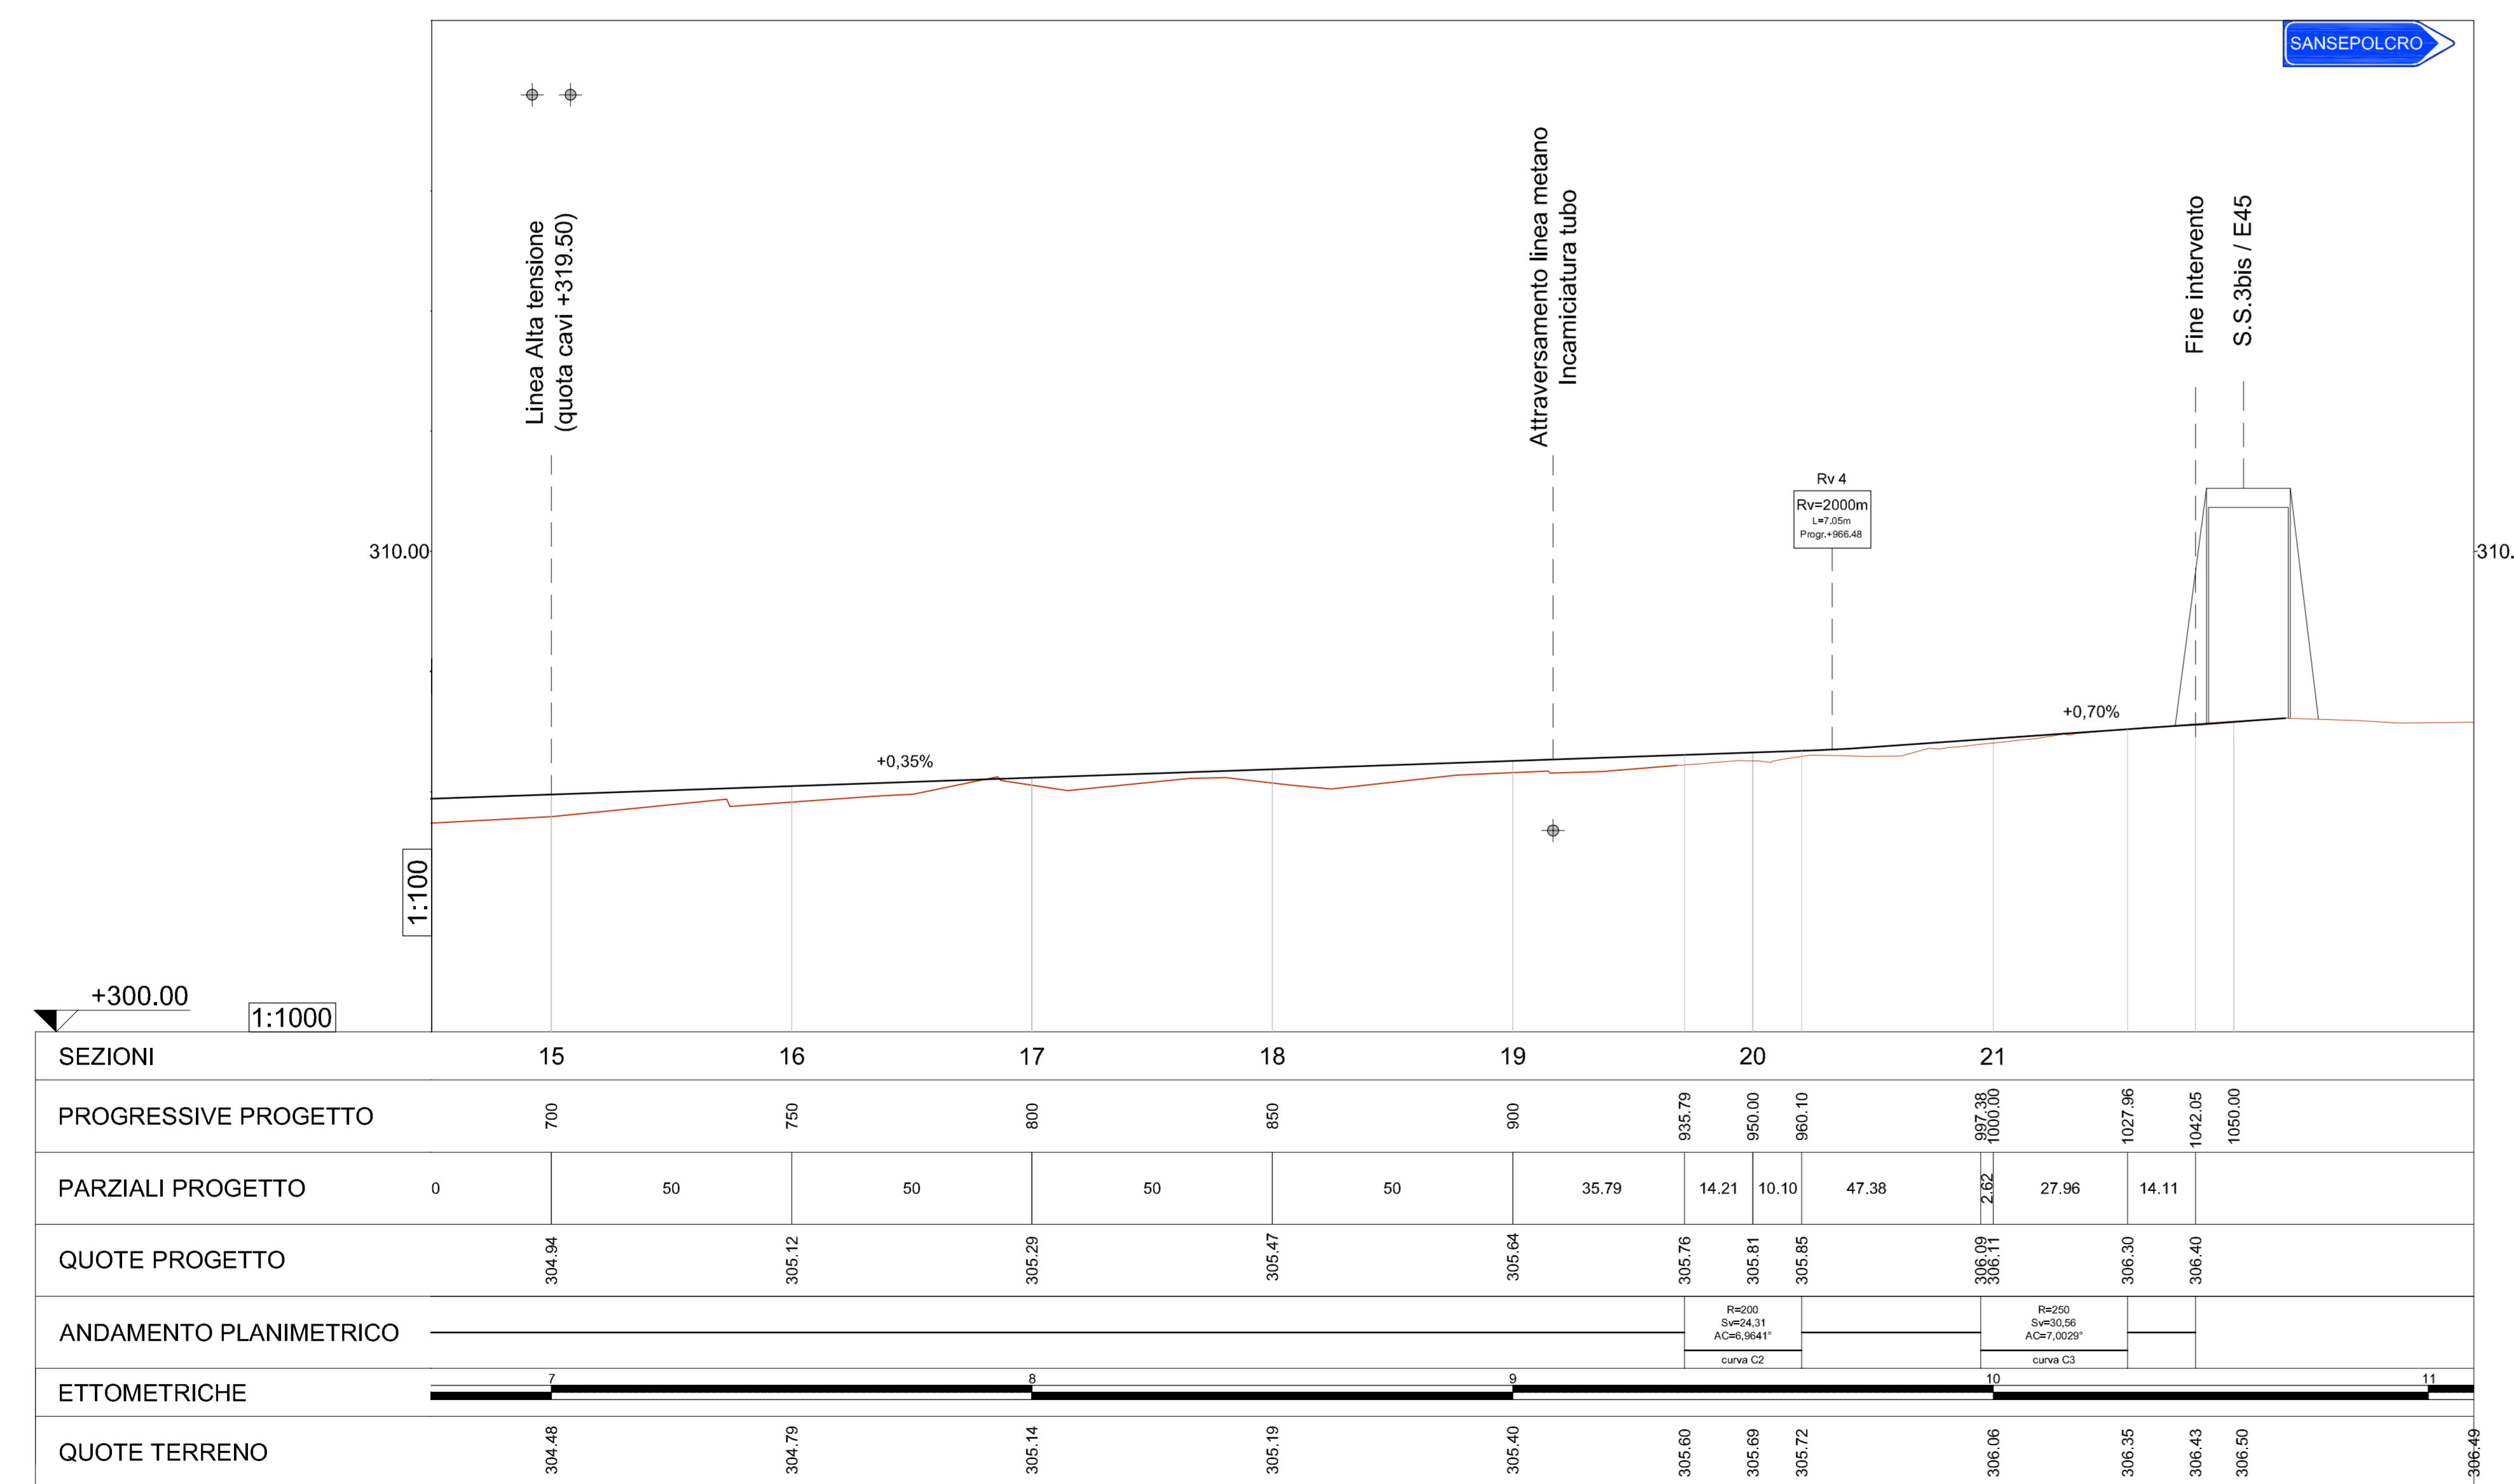 SANSEPOLCRO
Linea Alta tensione
(quota cavi +319.50)
Attraversamento linea metano
Incamiciatura tubo
Fine intervento
S.S.3bis / E45
Rv 4
Rv=2000m
L=7.05m
Progr.+966.48
310.00
310.
+0,35%
+0,70%
1:100
+300.00
1:1000
SEZIONI 15 16 17 18 19 20 21
PROGRESSIVE PROGETTO 700 750 800 850 900 935.79 950.00 960.10 997.38 1000.00 1027.96 1042.05 1050.00
PARZIALI PROGETTO 0 50 50 50 50 35.79 14.21 10.10 47.38 2.62 27.96 14.11
QUOTE PROGETTO 304.94 305.12 305.29 305.47 305.64 305.76 305.81 305.85 306.09 306.11 306.30 306.40
ANDAMENTO PLANIMETRICO
R=200
Sv=24,31
AC=6,9641°
curva C2
R=250
Sv=30,56
AC=7,0029°
curva C3
ETTOMETRICHE 7 8 9 10 11
QUOTE TERRENO 304.48 304.79 305.14 305.19 305.40 305.60 305.69 305.72 306.06 306.35 306.43 306.50 306.49